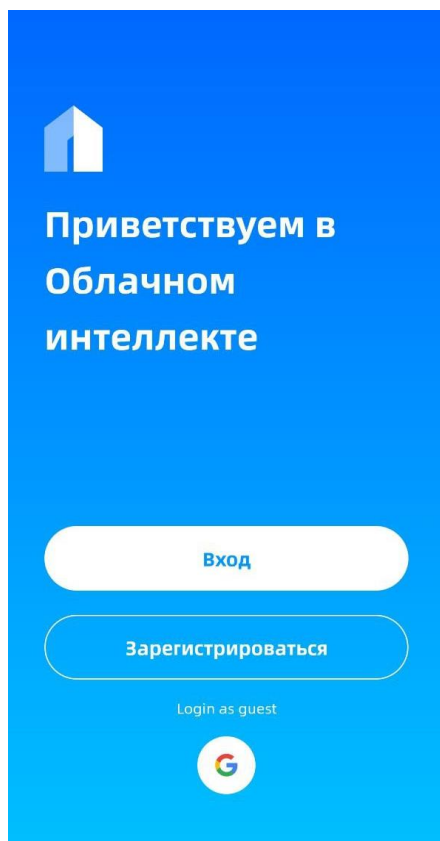 Приветствуем в
Облачном
интеллекте
Вход
Зарегистрироваться
Login as guest